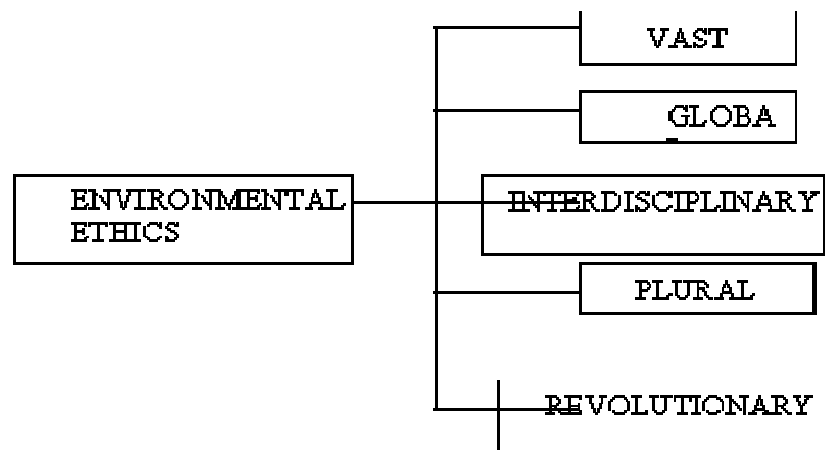 VAST
GLOBA
ENVIRONMENTAL
ETHICS
INTERDISCIPLINARY
PLURAL
REVOLUTIONARY